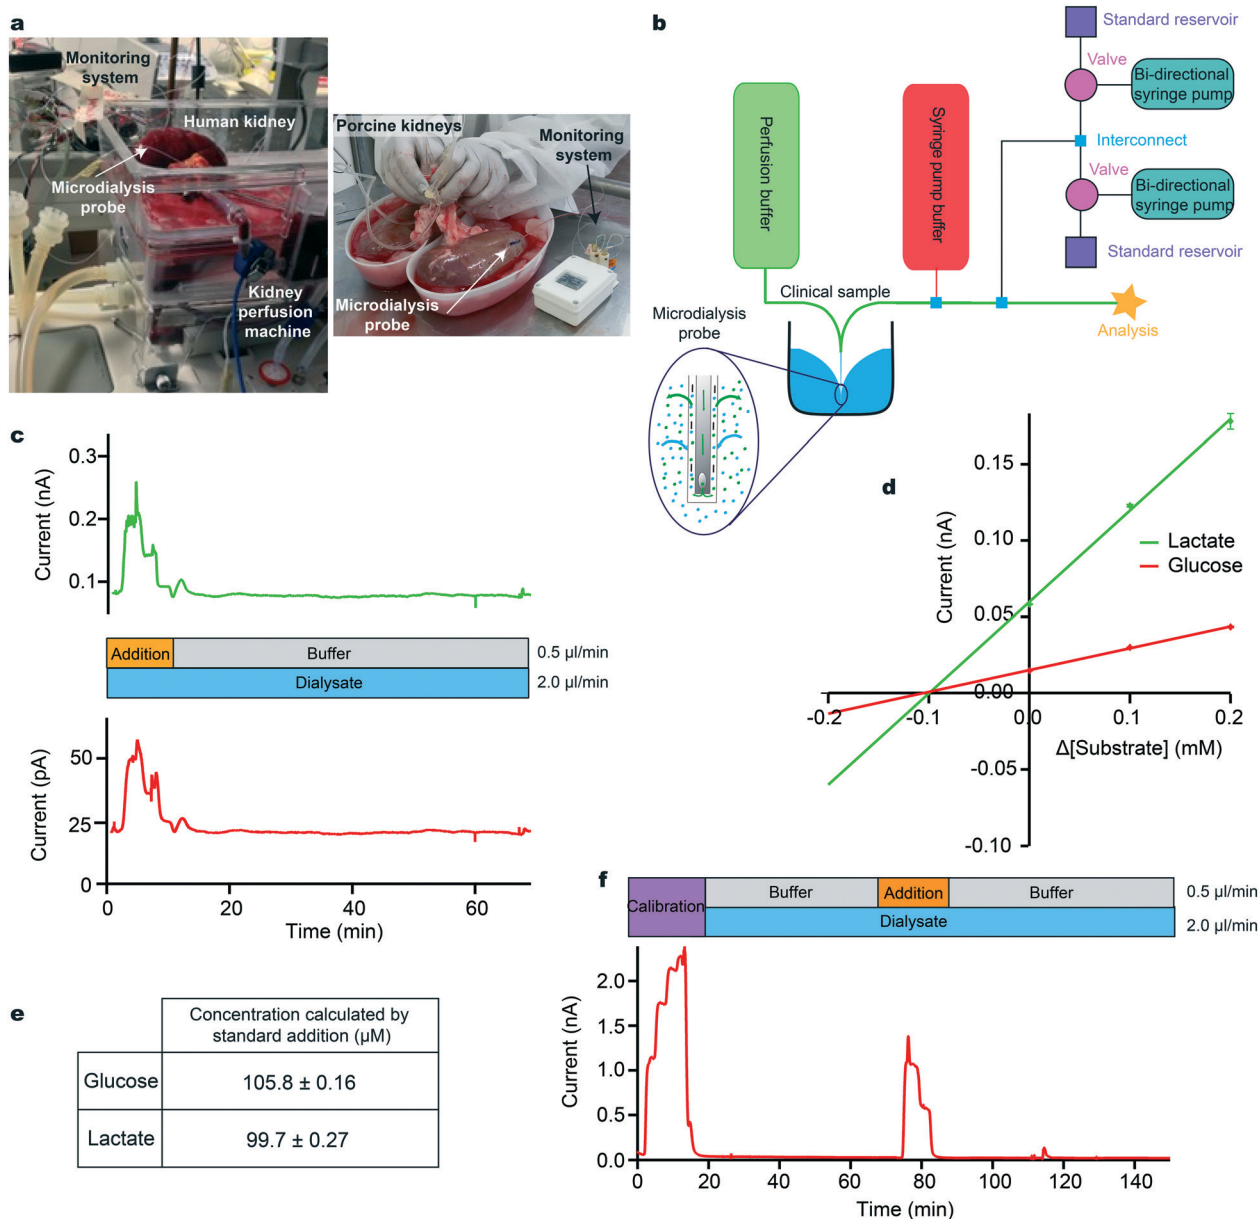 a
Monitoring
system
Human kidney
Microdialysis
probe
Kidney
perfusion
machine
Porcine kidneys
Monitoring
system
Microdialysis
probe
b
Standard reservoir
Valve
Bi-directional
syringe pump
Interconnect
Valve
Bi-directional
syringe pump
Standard reservoir
Perfusion buffer
Syringe pump buffer
Clinical sample
Microdialysis
probe
Analysis
c
Current (nA)
0.3
0.2
0.1
Addition
Buffer
0.5 µl/min
Dialysate
2.0 µl/min
Current (pA)
50
25
0
0
20
40
60
Time (min)
d
Current (nA)
0.15
0.10
0.05
0.00
-0.05
-0.10
-0.2
-0.1
0.0
0.1
0.2
Δ[Substrate] (mM)
Lactate
Glucose
e
Concentration calculated by
standard addition (µM)
Glucose
105.8 ± 0.16
Lactate
99.7 ± 0.27
f
Calibration
Buffer
Addition
Buffer
0.5 µl/min
Dialysate
2.0 µl/min
Current (nA)
2.0
1.5
1.0
0.5
0.0
0
20
40
60
80
100
120
140
Time (min)